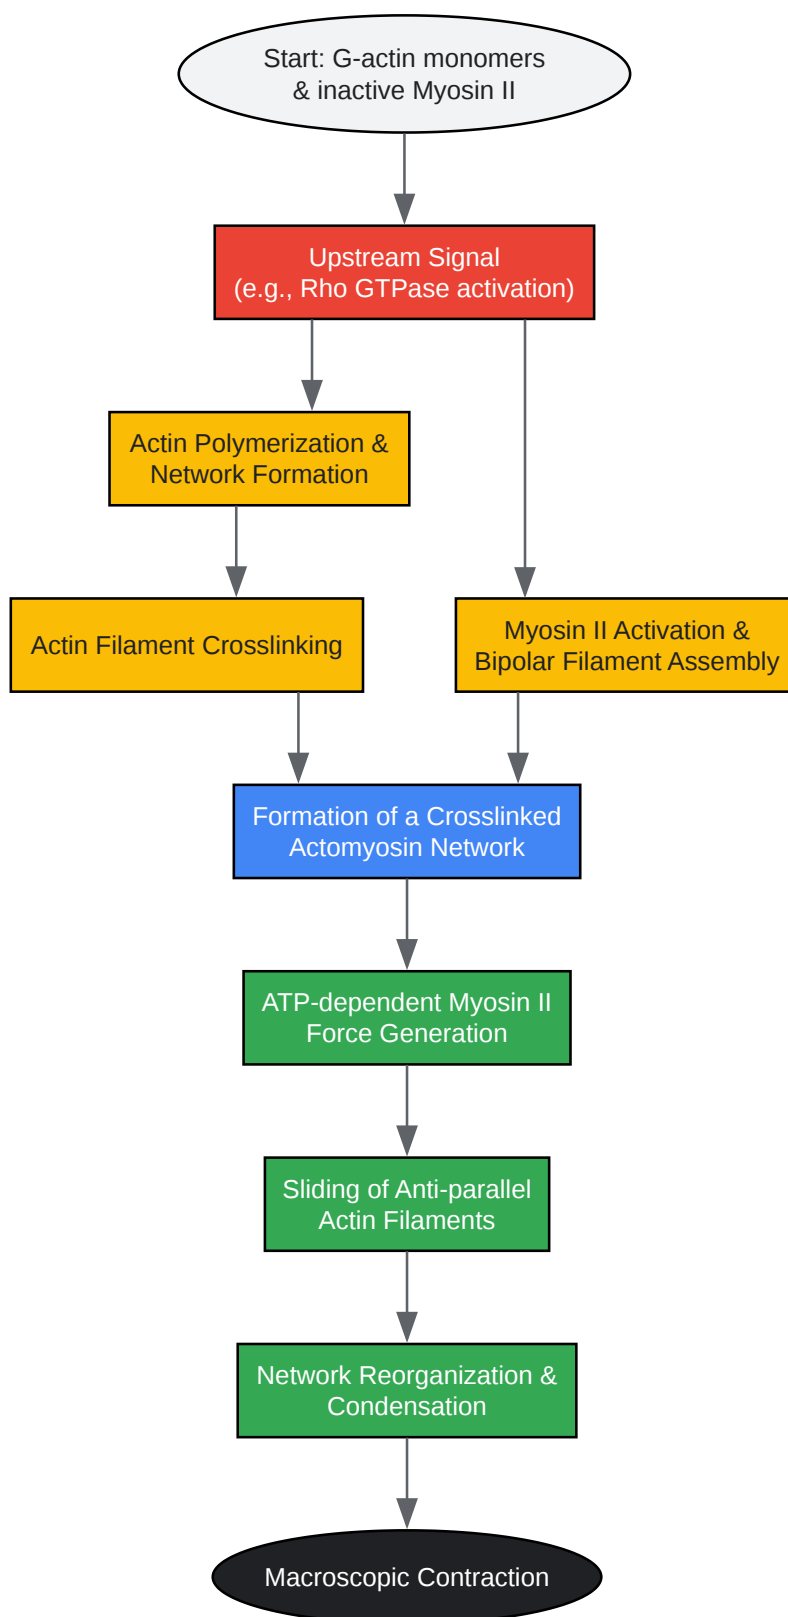 Start: G-actin monomers
& inactive Myosin II
Upstream Signal
(e.g., Rho GTPase activation)
Actin Polymerization &
Network Formation
Actin Filament Crosslinking
Myosin II Activation &
Bipolar Filament Assembly
Formation of a Crosslinked
Actomyosin Network
ATP-dependent Myosin II
Force Generation
Sliding of Anti-parallel
Actin Filaments
Network Reorganization &
Condensation
Macroscopic Contraction